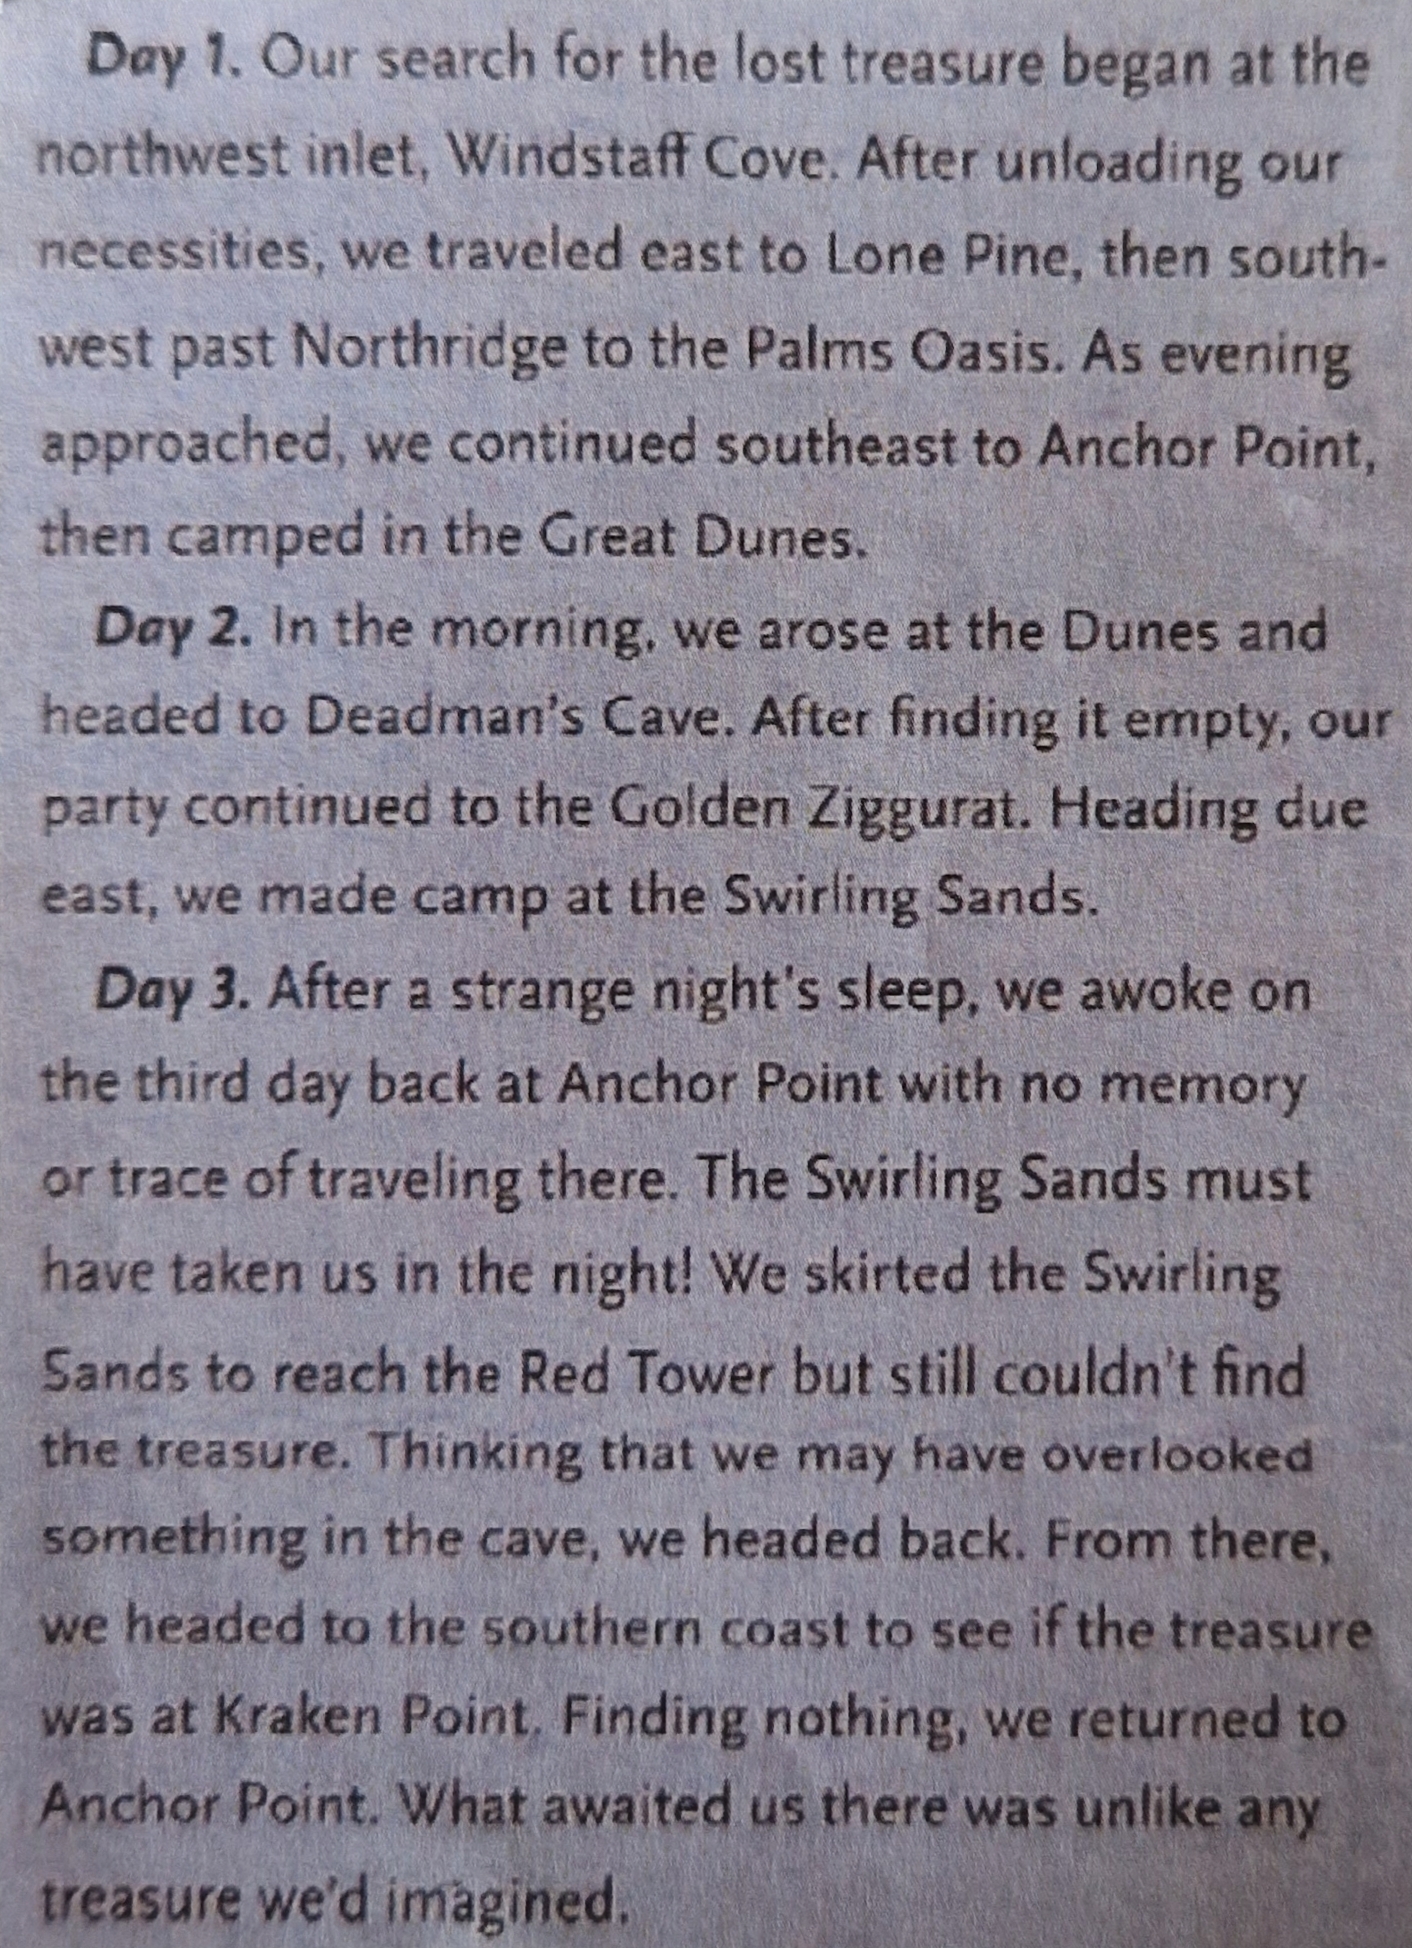 Day 1. Our search for the lost treasure began at the
northwest inlet, Windstaff Cove. After unloading our
necessities, we traveled east to Lone Pine, then south-
west past Northridge to the Palms Oasis. As evening
approached, we continued southeast to Anchor Point,
then camped in the Great Dunes.
Day 2. In the morning, we arose at the Dunes and
headed to Deadman's Cave. After finding it empty, our
party continued to the Golden Ziggurat. Heading due
east, we made camp at the Swirling Sands.
Day 3. After a strange night's sleep, we awoke on
the third day back at Anchor Point with no memory
or trace of traveling there. The Swirling Sands must
have taken us in the night! We skirted the Swirling
Sands to reach the Red Tower but still couldn't find
the treasure. Thinking that we may have overlooked
something in the cave, we headed back. From there,
we headed to the southern coast to see if the treasure
was at Kraken Point. Finding nothing, we returned to
Anchor Point. What awaited us there was unlike any
treasure we'd imagined.